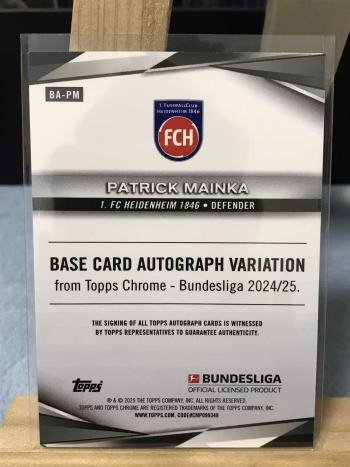 BA-PM
1. FUSSBALLCLUB
HEIDENHEIM 1846
FCH
PATRICK MAINKA
1. FC HEIDENHEIM 1846 • DEFENDER
BASE CARD AUTOGRAPH VARIATION
from Topps Chrome - Bundesliga 2024/25.
THE SIGNING OF ALL TOPPS AUTOGRAPH CARDS IS WITNESSED
BY TOPPS REPRESENTATIVES TO GUARANTEE AUTHENTICITY.
topps
BUNDESLIGA
OFFICIAL LICENSED PRODUCT
® & © 2025 THE TOPPS COMPANY, INC. ALL RIGHTS RESERVED.
TOPPS AND TOPPS CHROME ARE REGISTERED TRADEMARKS OF THE TOPPS COMPANY, INC.
WWW.TOPPS.COM. CODE#CMP099348